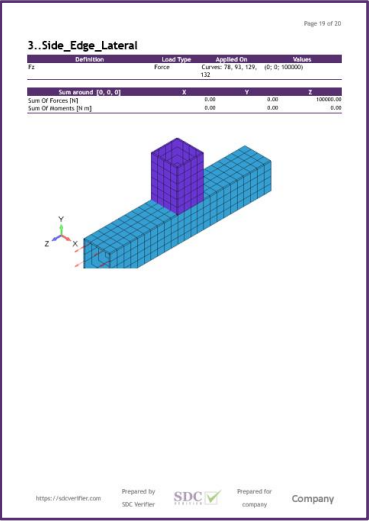 Page 19 of 20
3..Side_Edge_Lateral
Definition Load Type Applied On Values
Fz Force Curves: 78, 93, 129, (0; 0; 100000)
132
Sum around [0, 0, 0] X Y Z
Sum Of Forces [N] 0.00 0.00 100000.00
Sum Of Moments [N m] 0.00 0.00 0.00
Y
Z X
https://sdcverifier.com Prepared by SDC Verifier SDC VERIFIER Prepared for company Company